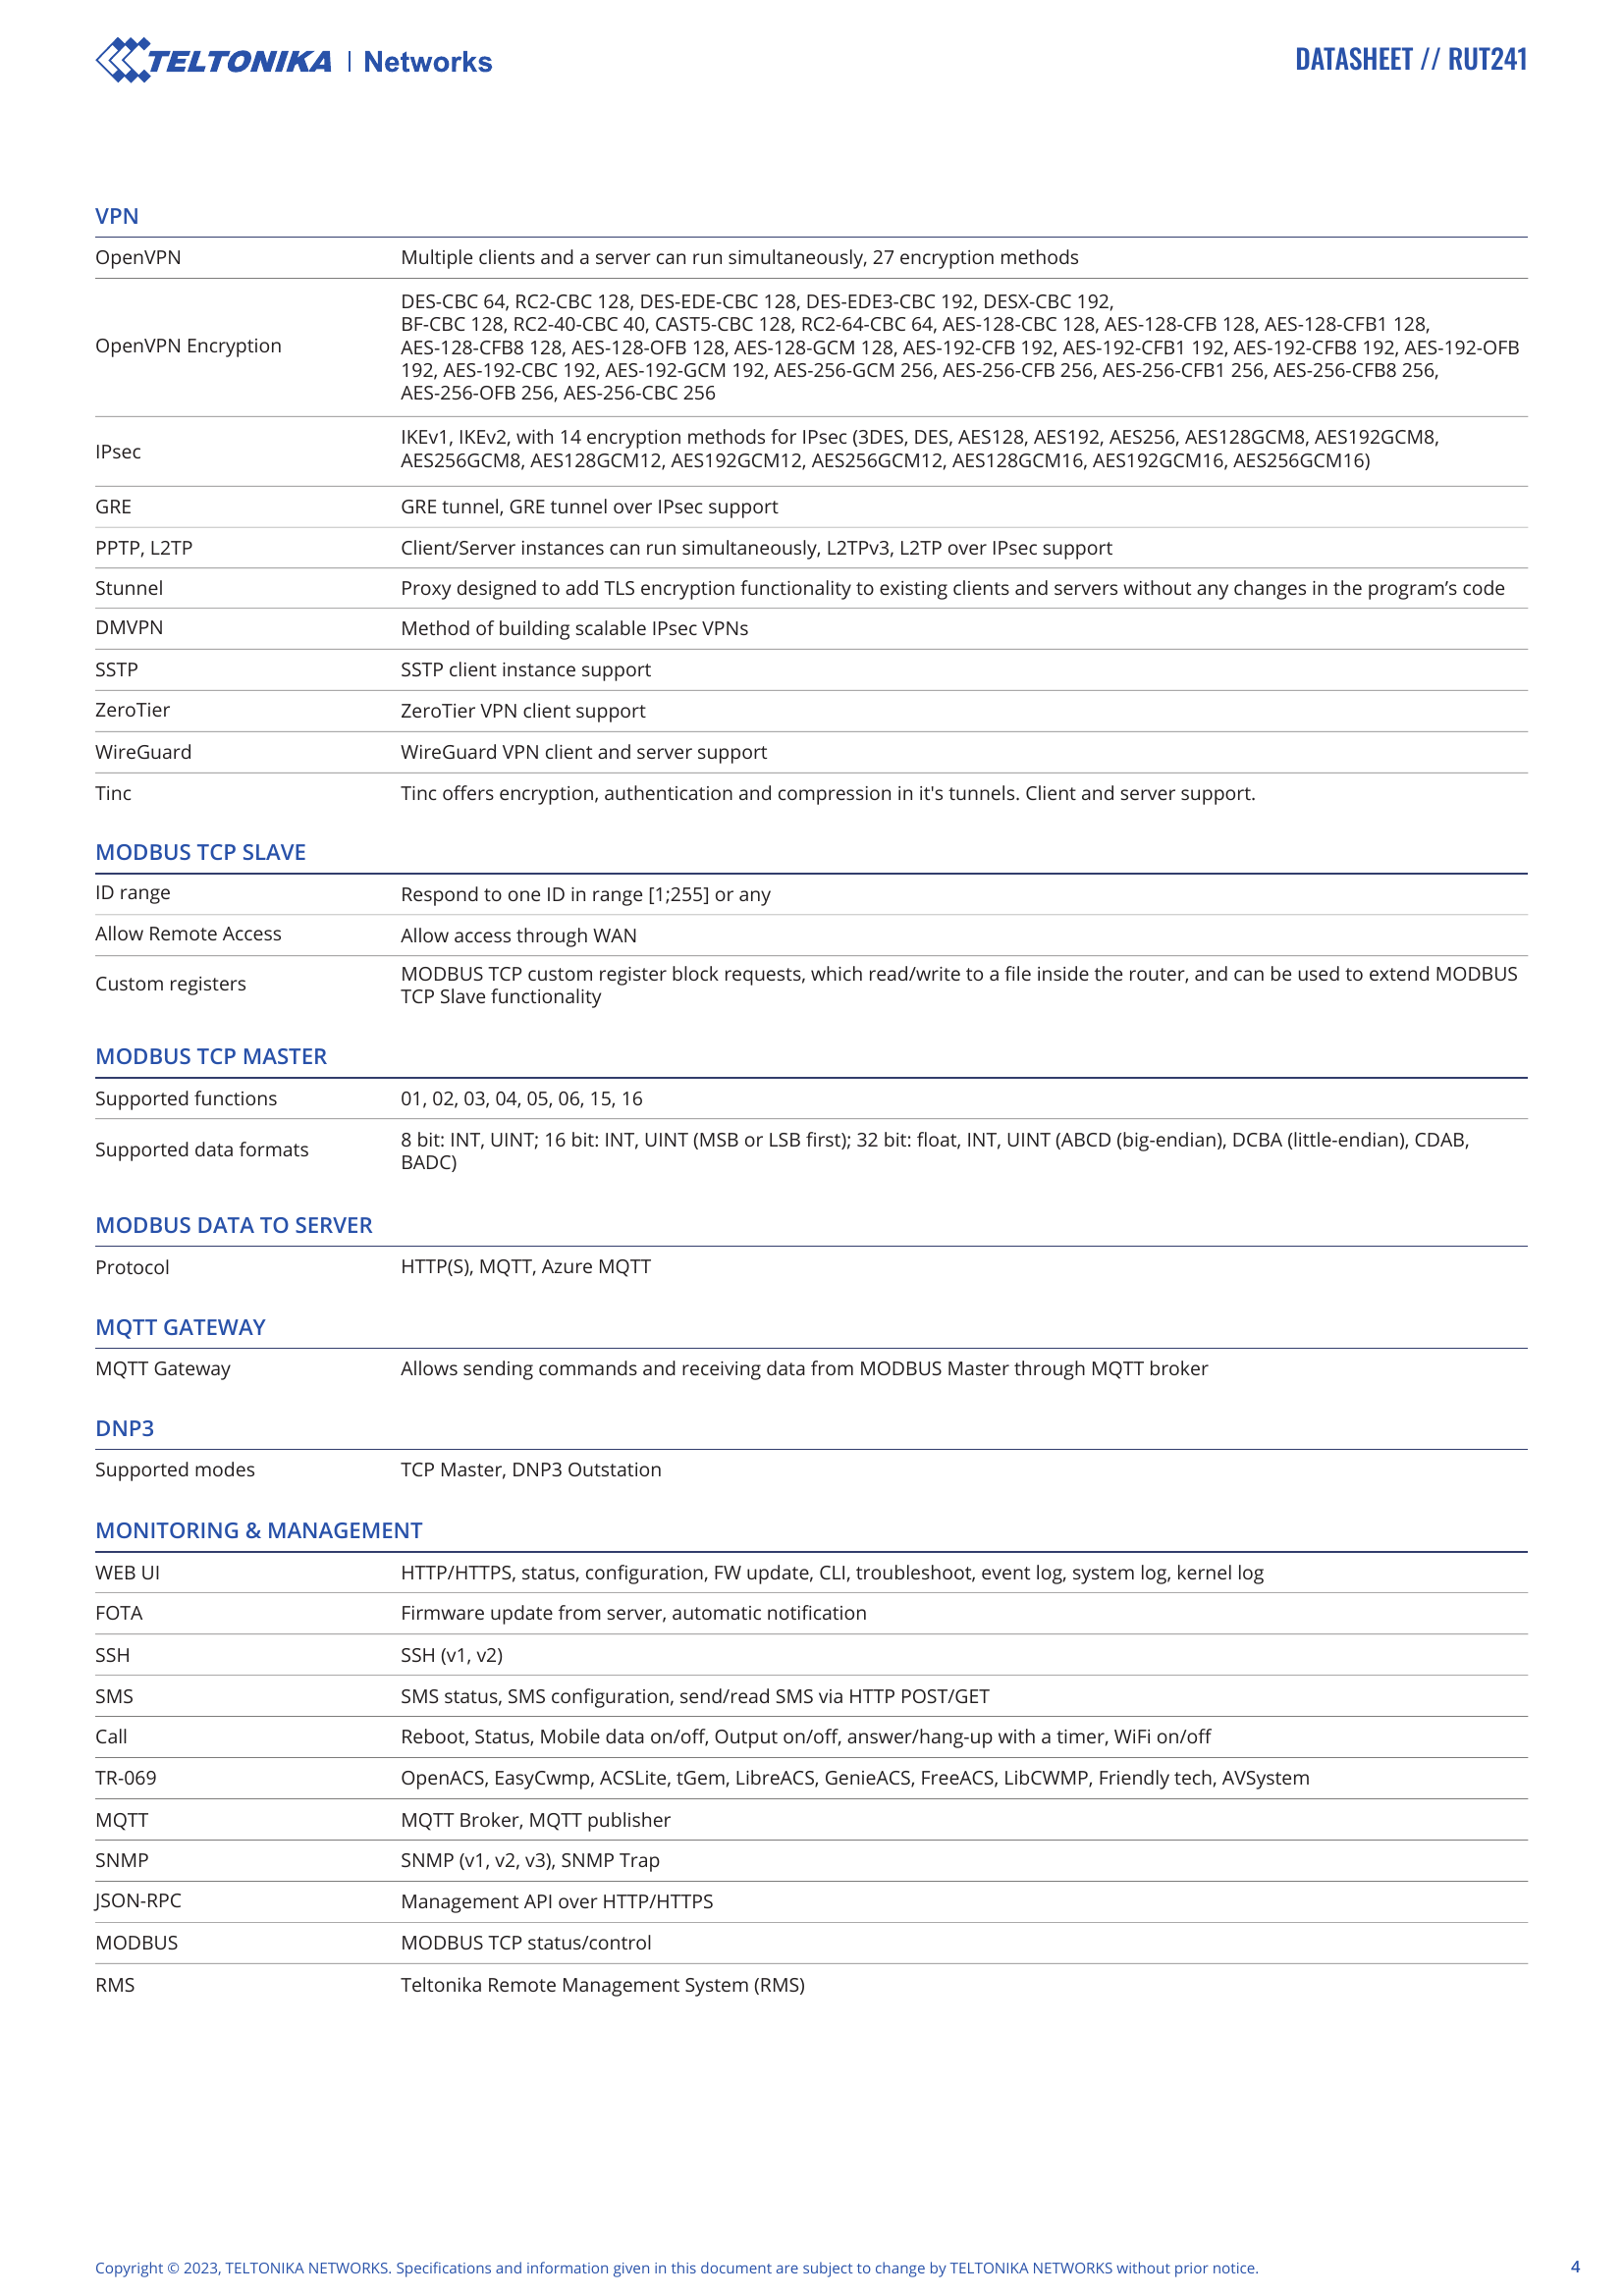 TELTONIKA | Networks
DATASHEET // RUT241
VPN
OpenVPN Multiple clients and a server can run simultaneously, 27 encryption methods
OpenVPN Encryption
DES-CBC 64, RC2-CBC 128, DES-EDE-CBC 128, DES-EDE3-CBC 192, DESX-CBC 192,
BF-CBC 128, RC2-40-CBC 40, CAST5-CBC 128, RC2-64-CBC 64, AES-128-CBC 128, AES-128-CFB 128, AES-128-CFB1 128,
AES-128-CFB8 128, AES-128-OFB 128, AES-128-GCM 128, AES-192-CFB 192, AES-192-CFB1 192, AES-192-CFB8 192, AES-192-OFB
192, AES-192-CBC 192, AES-192-GCM 192, AES-256-GCM 256, AES-256-CFB 256, AES-256-CFB1 256, AES-256-CFB8 256,
AES-256-OFB 256, AES-256-CBC 256
IPsec
IKEv1, IKEv2, with 14 encryption methods for IPsec (3DES, DES, AES128, AES192, AES256, AES128GCM8, AES192GCM8,
AES256GCM8, AES128GCM12, AES192GCM12, AES256GCM12, AES128GCM16, AES192GCM16, AES256GCM16)
GRE GRE tunnel, GRE tunnel over IPsec support
PPTP, L2TP Client/Server instances can run simultaneously, L2TPv3, L2TP over IPsec support
Stunnel Proxy designed to add TLS encryption functionality to existing clients and servers without any changes in the program’s code
DMVPN Method of building scalable IPsec VPNs
SSTP SSTP client instance support
ZeroTier ZeroTier VPN client support
WireGuard WireGuard VPN client and server support
Tinc Tinc offers encryption, authentication and compression in it's tunnels. Client and server support.
MODBUS TCP SLAVE
ID range Respond to one ID in range [1;255] or any
Allow Remote Access Allow access through WAN
Custom registers
MODBUS TCP custom register block requests, which read/write to a file inside the router, and can be used to extend MODBUS
TCP Slave functionality
MODBUS TCP MASTER
Supported functions 01, 02, 03, 04, 05, 06, 15, 16
Supported data formats
8 bit: INT, UINT; 16 bit: INT, UINT (MSB or LSB first); 32 bit: float, INT, UINT (ABCD (big-endian), DCBA (little-endian), CDAB,
BADC)
MODBUS DATA TO SERVER
Protocol HTTP(S), MQTT, Azure MQTT
MQTT GATEWAY
MQTT Gateway Allows sending commands and receiving data from MODBUS Master through MQTT broker
DNP3
Supported modes TCP Master, DNP3 Outstation
MONITORING & MANAGEMENT
WEB UI HTTP/HTTPS, status, configuration, FW update, CLI, troubleshoot, event log, system log, kernel log
FOTA Firmware update from server, automatic notification
SSH SSH (v1, v2)
SMS SMS status, SMS configuration, send/read SMS via HTTP POST/GET
Call Reboot, Status, Mobile data on/off, Output on/off, answer/hang-up with a timer, WiFi on/off
TR-069 OpenACS, EasyCwmp, ACSLite, tGem, LibreACS, GenieACS, FreeACS, LibCWMP, Friendly tech, AVSystem
MQTT MQTT Broker, MQTT publisher
SNMP SNMP (v1, v2, v3), SNMP Trap
JSON-RPC Management API over HTTP/HTTPS
MODBUS MODBUS TCP status/control
RMS Teltonika Remote Management System (RMS)
Copyright © 2023, TELTONIKA NETWORKS. Specifications and information given in this document are subject to change by TELTONIKA NETWORKS without prior notice.
4